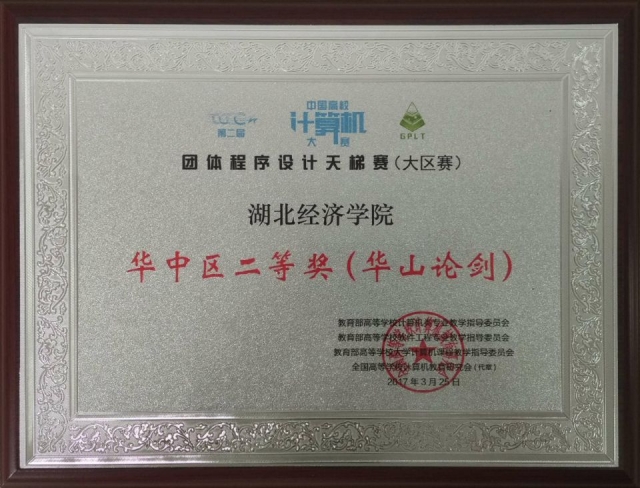 中国高校
计算机
大赛
第二届
GPLT
团体程序设计天梯赛(大区赛)
湖北经济学院
华中区二等奖(华山论剑)
教育部高等学校计算机类专业教学指导委员会
教育部高等学校软件工程专业教学指导委员会
教育部高等学校大学计算机课程教学指导委员会
全国高等学校计算机教育研究会(代章)
2017年3月25日